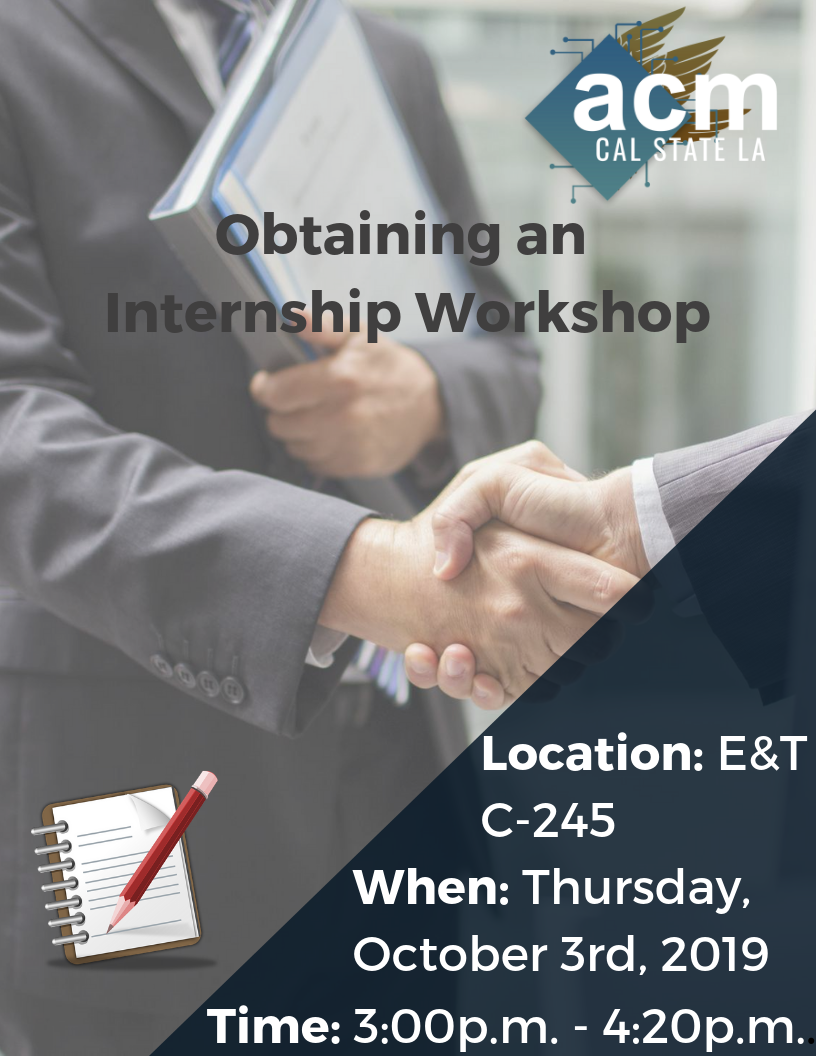 acm
CAL STATE LA
Obtaining an
Internship Workshop
Location: E&T
C-245
When: Thursday,
October 3rd, 2019
Time: 3:00p.m. - 4:20p.m..